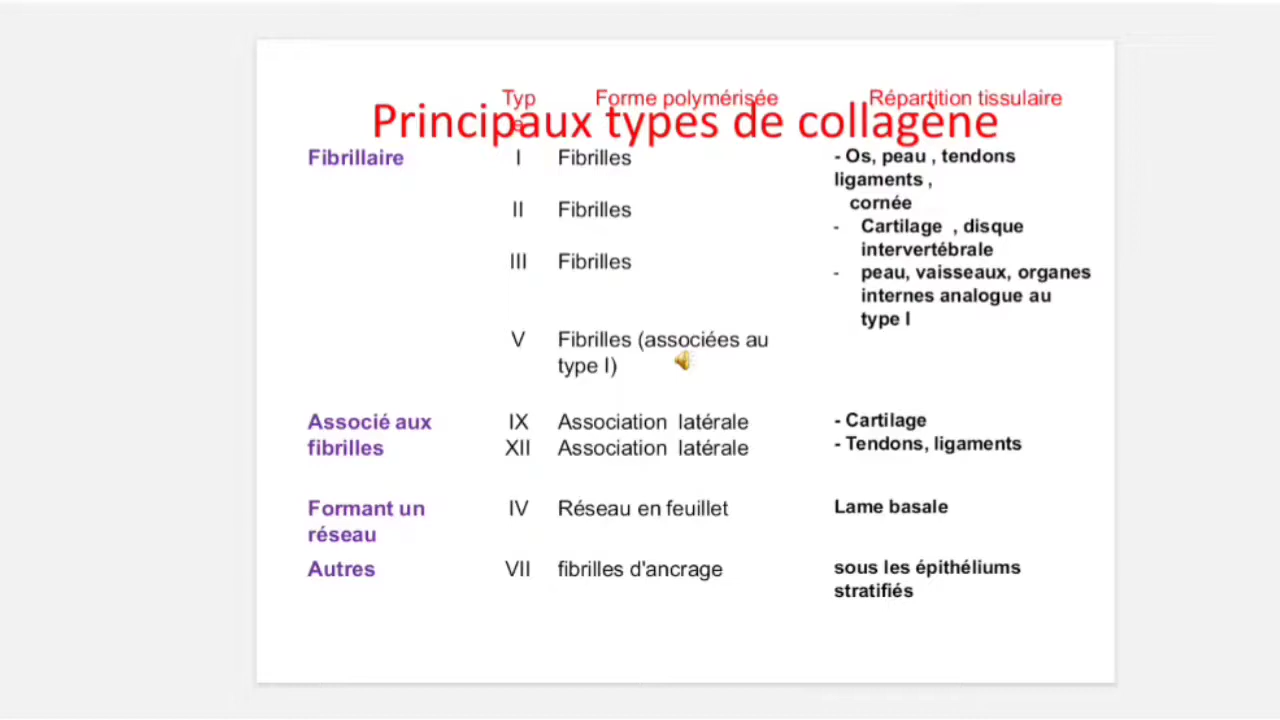 Typ Forme polymérisée Répartition tissulaire
e
Principaux types de collagène
Fibrillaire I Fibrilles - Os, peau , tendons
ligaments ,
cornée
II Fibrilles
- Cartilage , disque
intervertébrale
III Fibrilles
- peau, vaisseaux, organes
internes analogue au
type I
V Fibrilles (associées au
type I)
Associé aux IX Association latérale - Cartilage
fibrilles XII Association latérale - Tendons, ligaments
Formant un IV Réseau en feuillet Lame basale
réseau
Autres VII fibrilles d'ancrage sous les épithéliums
stratifiés